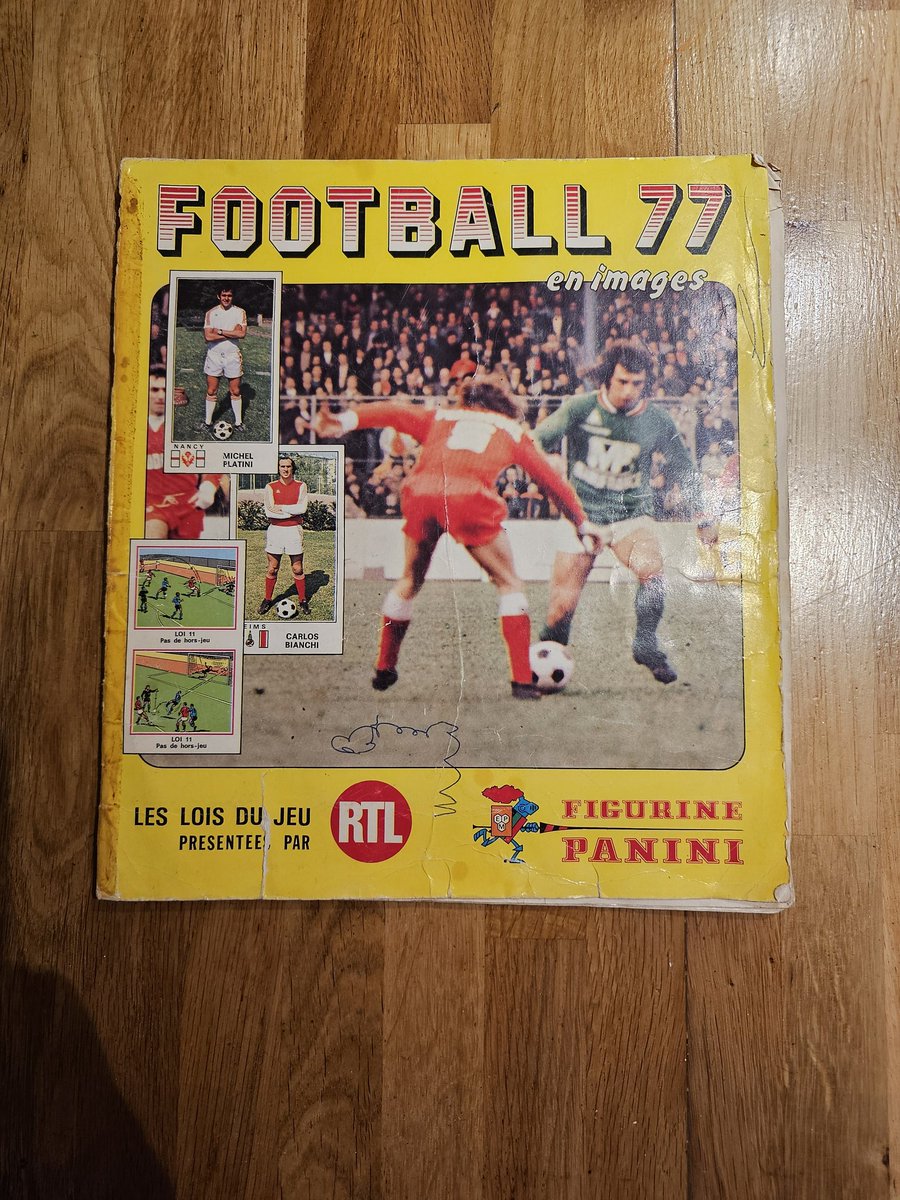 FOOTBALL 77
en images
NANCY
MICHEL
PLATINI
EIMS
CARLOS
BIANCHI
LOI 11
Pas de hors-jeu
LOI 11
Pas de hors-jeu
LES LOIS DU JEU
PRESENTEES PAR
RTL
FIGURINE
PANINI